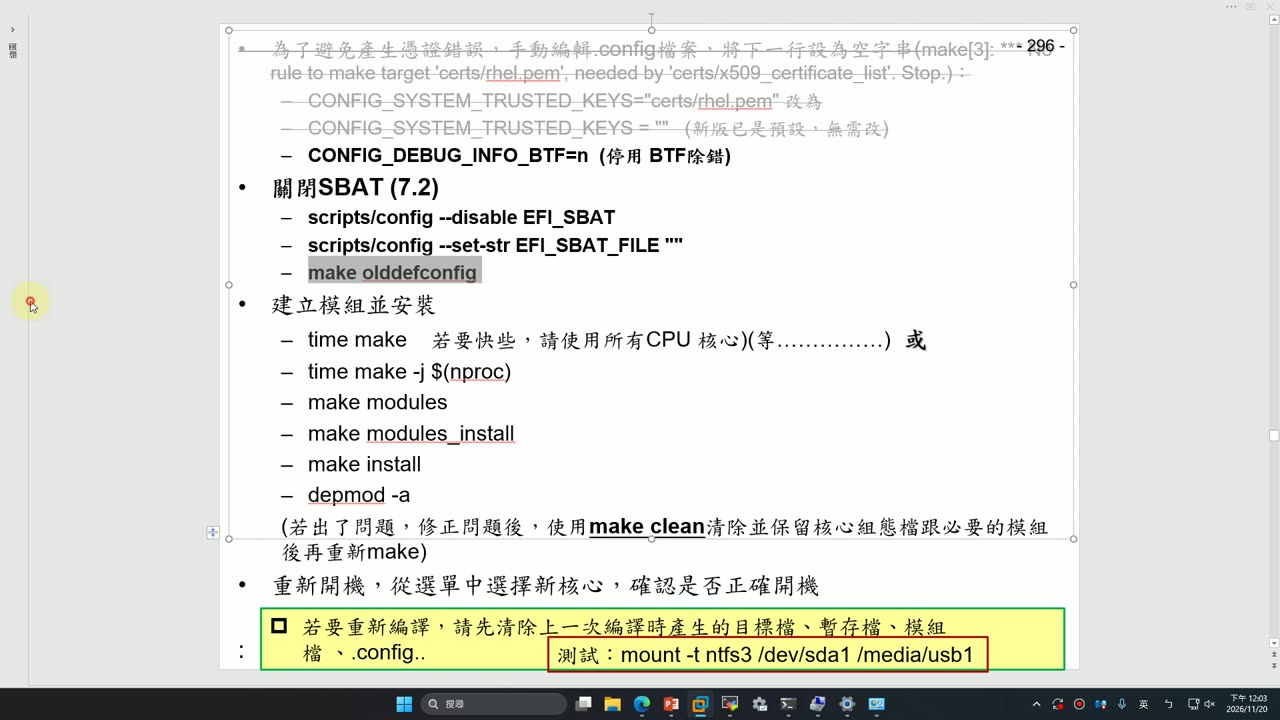 - 296 -
• 為了避免產生憑證錯誤，手動編輯.config檔案，將下一行設為空字串(make[3]: *** No
rule to make target 'certs/rhel.pem', needed by 'certs/x509_certificate_list'. Stop.)：
– CONFIG_SYSTEM_TRUSTED_KEYS="certs/rhel.pem" 改為
– CONFIG_SYSTEM_TRUSTED_KEYS = "" (新版已是預設，無需改)
– CONFIG_DEBUG_INFO_BTF=n (停用 BTF除錯)
• 關閉SBAT (7.2)
– scripts/config --disable EFI_SBAT
– scripts/config --set-str EFI_SBAT_FILE ""
– make olddefconfig
• 建立模組並安裝
– time make 若要快些，請使用所有CPU 核心)(等……………) 或
– time make -j $(nproc)
– make modules
– make modules_install
– make install
– depmod -a
(若出了問題，修正問題後，使用make clean清除並保留核心組態檔跟必要的模組
後再重新make)
• 重新開機，從選單中選擇新核心，確認是否正確開機
若要重新編譯，請先清除上一次編譯時產生的目標檔、暫存檔、模組
： 檔 、.config..
測試：mount -t ntfs3 /dev/sda1 /media/usb1
搜尋
英
下午 12:03
2026/11/20